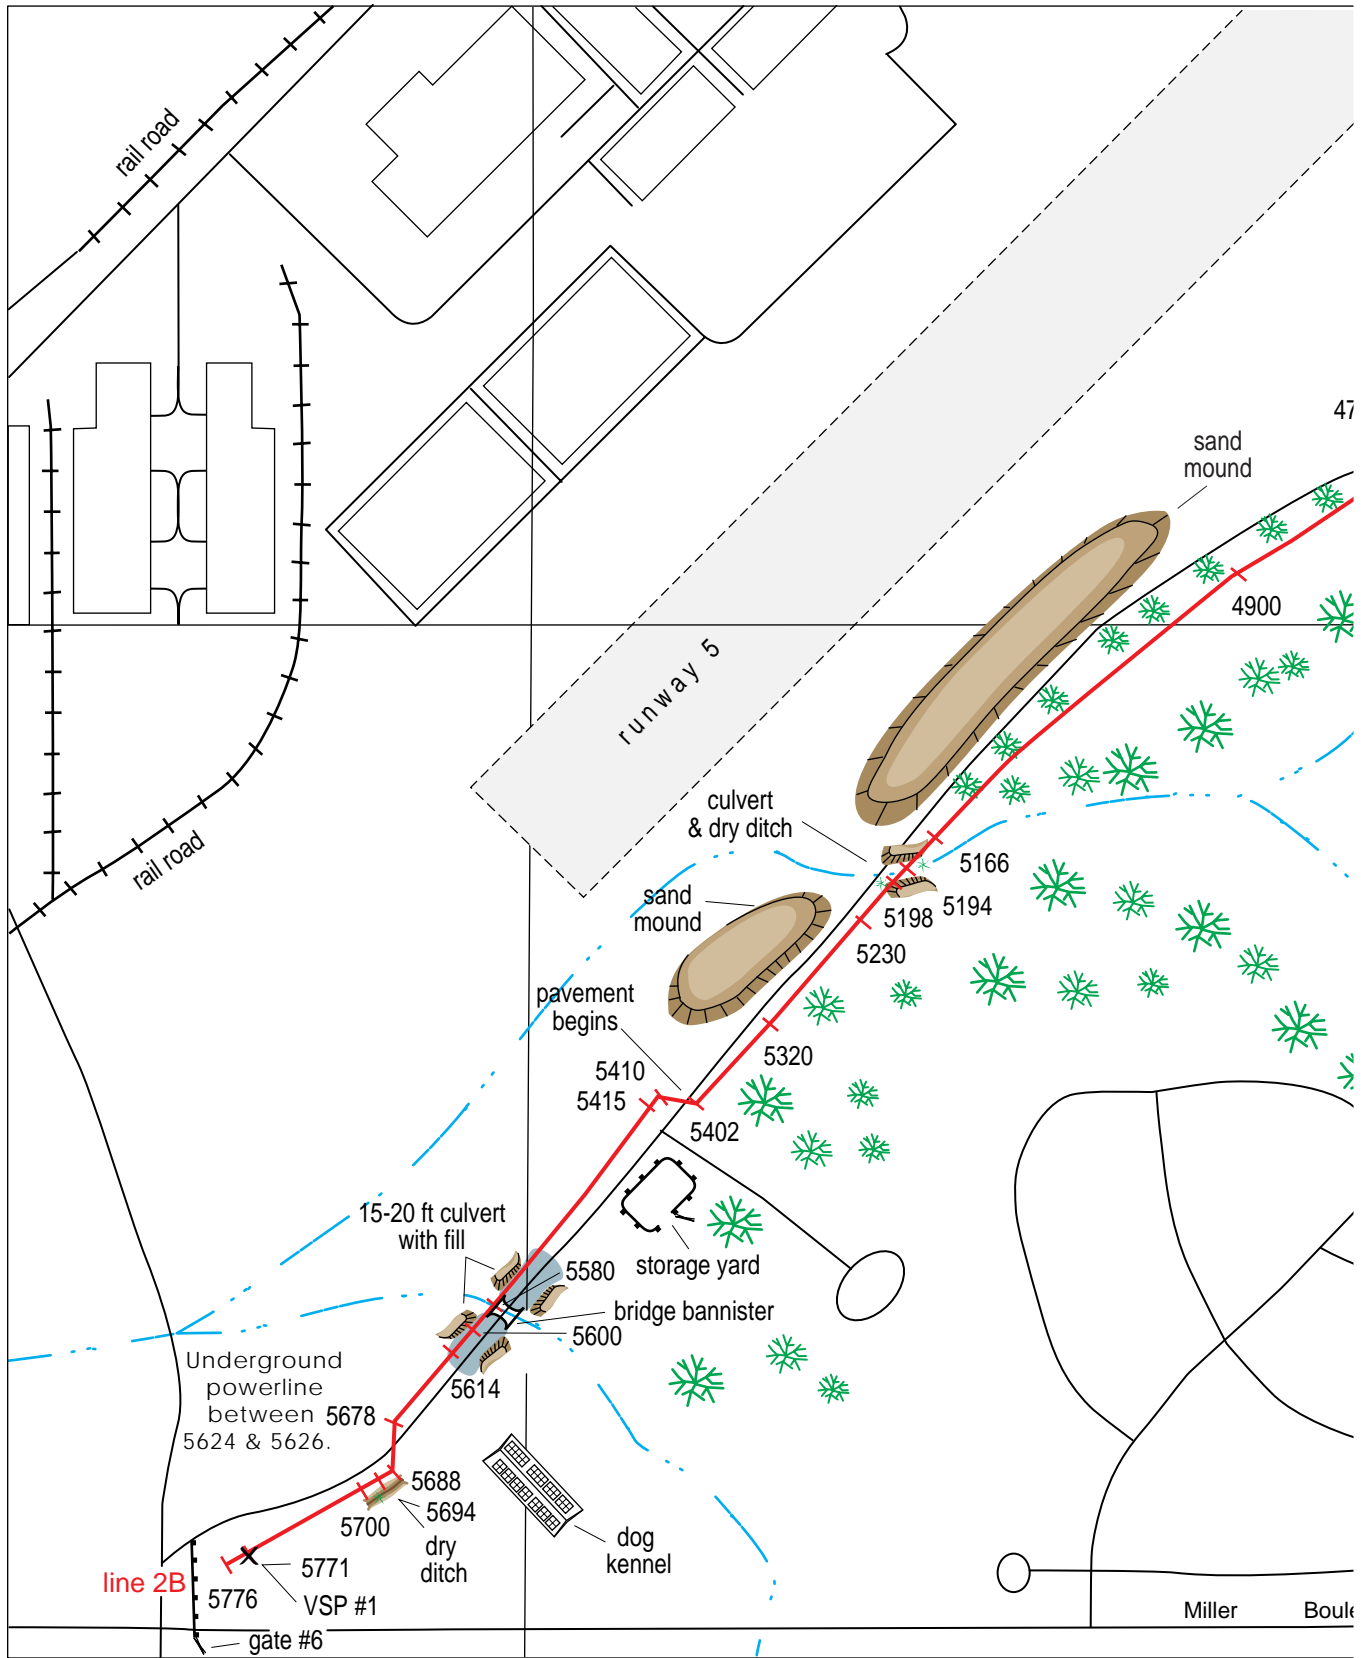 rail road
47
sand
mound
4900
runway 5
culvert
& dry ditch
rail road
5166
sand
mound
5194
5198
5230
pavement
begins
5320
5410
5415
5402
15-20 ft culvert
with fill
storage yard
5580
bridge bannister
5600
Underground
powerline
between
5624 & 5626.
5614
5678
5688
5694
5700
dry
ditch
dog
kennel
5771
line 2B
5776
VSP #1
Miller
Boule
gate #6